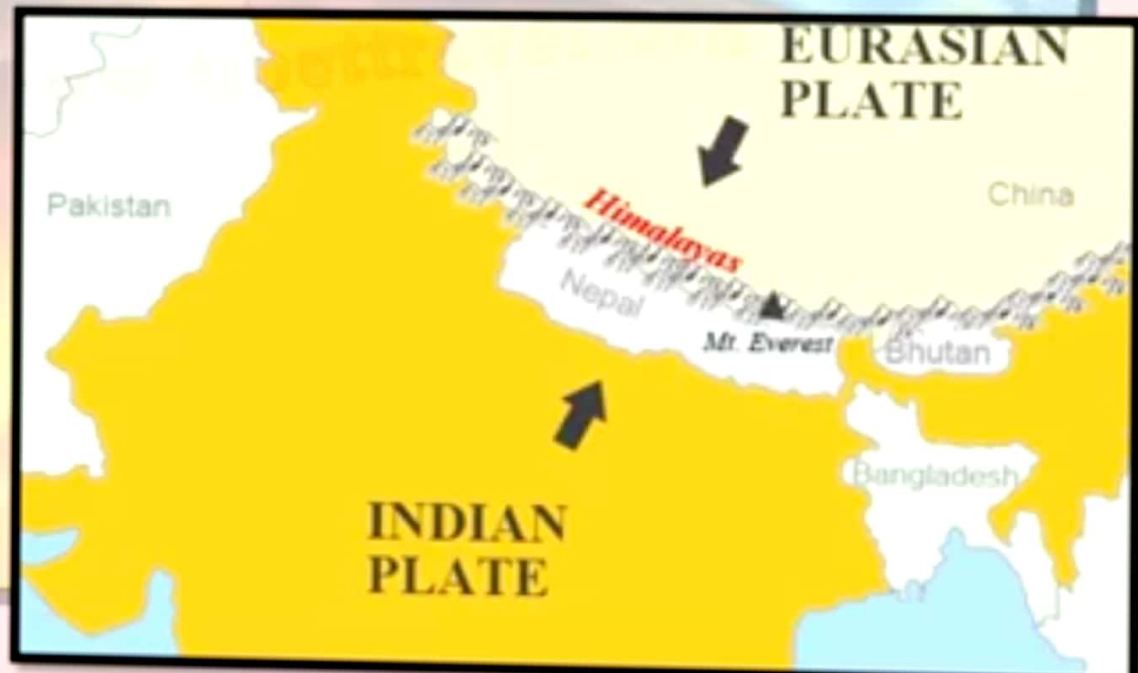 EURASIAN
PLATE
China
Pakistan
Himalayas
Nepal
Mt. Everest
Bhutan
Bangladesh
INDIAN
PLATE